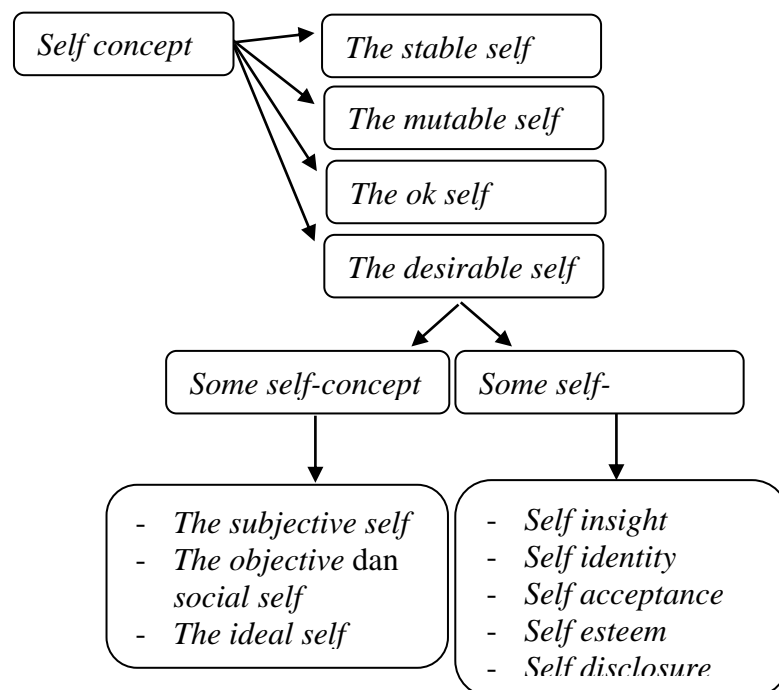 Self concept
The stable self
The mutable self
The ok self
The desirable self
Some self-concept
Some self-
- The subjective self
- The objective dan
social self
- The ideal self
- Self insight
- Self identity
- Self acceptance
- Self esteem
- Self disclosure